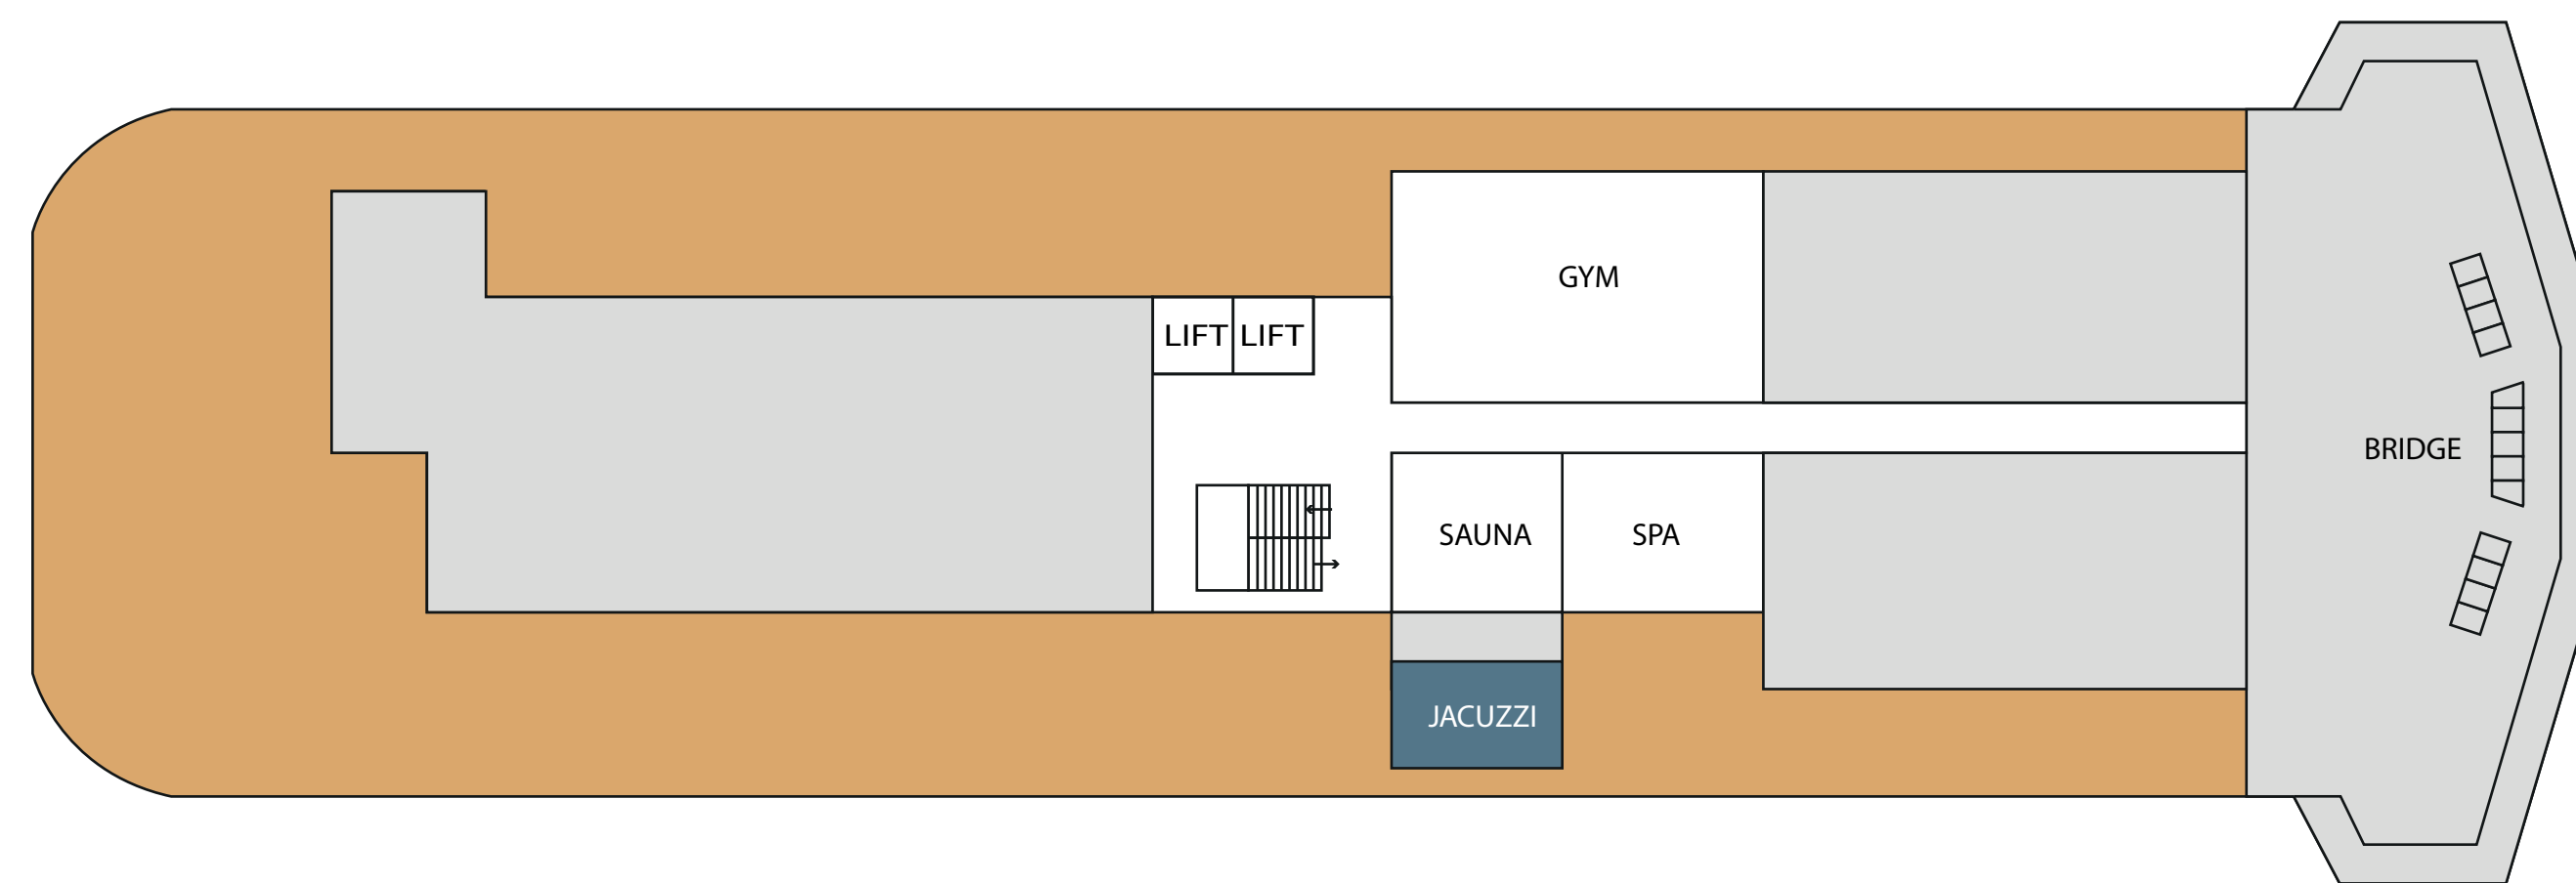 GYM
LIFT LIFT
BRIDGE
SAUNA
SPA
JACUZZI